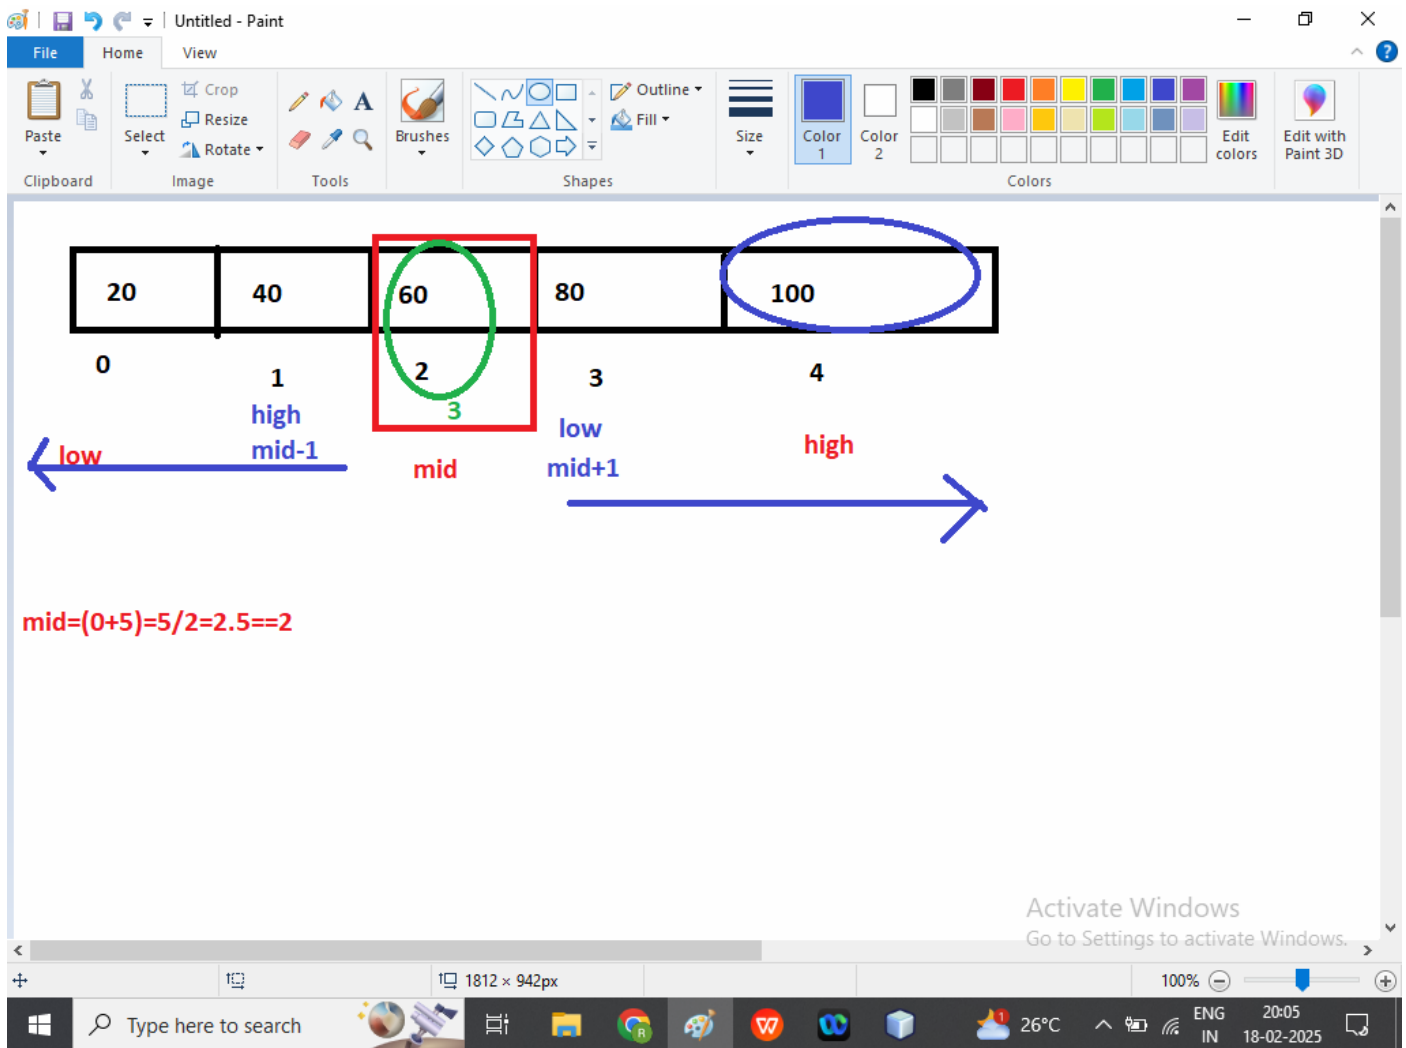 Untitled - Paint
File Home View
Paste
Clipboard
Select
Crop
Resize
Rotate
Image
A
Tools
Brushes
Shapes
Outline
Fill
Size
Color 1
Color 2
Colors
Edit colors
Edit with Paint 3D
20 40 60 80 100
0 1 2 3 4
3
high
mid-1
low
mid
low
mid+1
high
mid=(0+5)=5/2=2.5==2
Activate Windows
Go to Settings to activate Windows.
1812 × 942px
100%
Type here to search
1
26°C
ENG
IN
20:05
18-02-2025